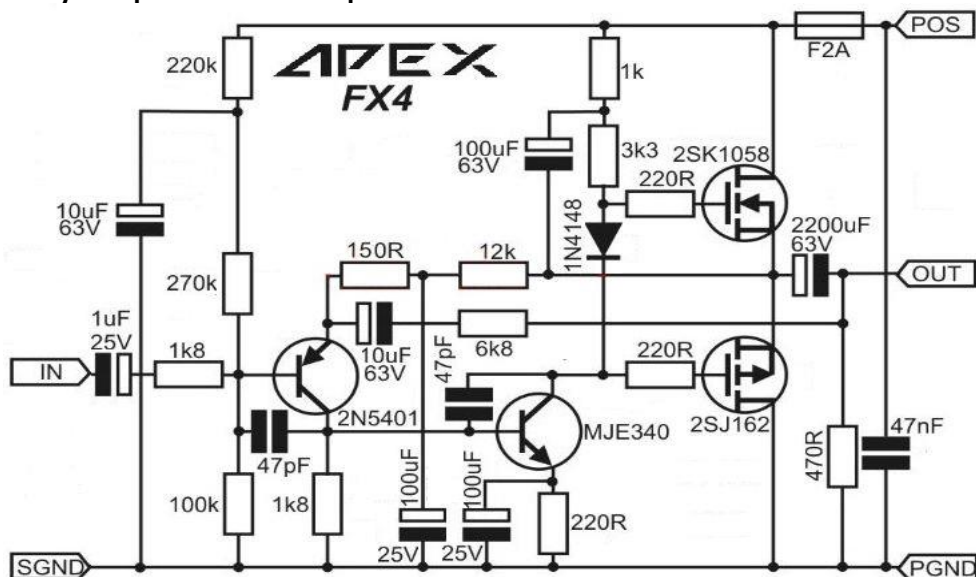 POS
F2A
220k
APEX
FX4
1k
100uF
63V
3k3
2SK1058
220R
1N4148
10uF
63V
2200uF
63V
150R
12k
OUT
270k
1uF
25V
10uF
63V
6k8
IN
1k8
47pF
220R
2N5401
MJE340
2SJ162
47nF
47pF
470R
100k
1k8
100uF
100uF
220R
25V
25V
SGND
PGND